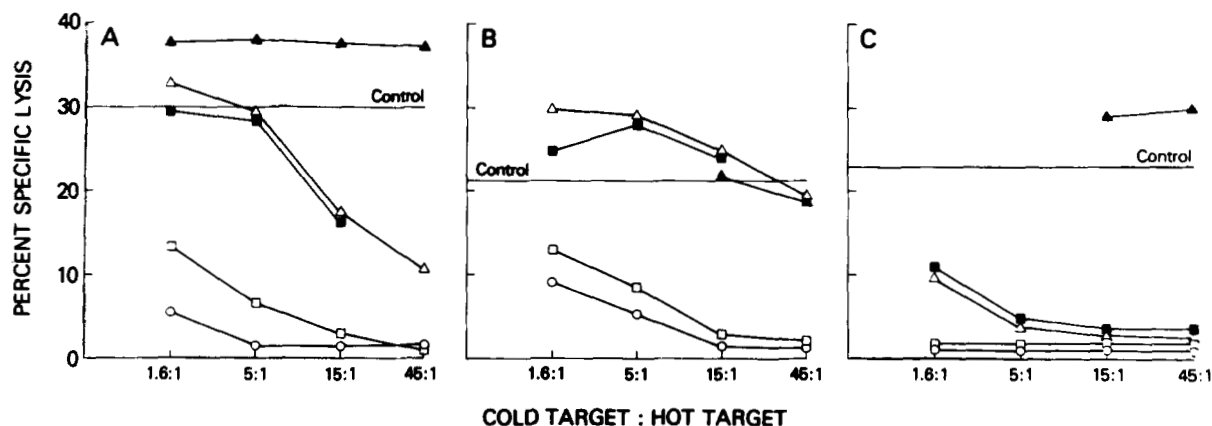 PERCENT SPECIFIC LYSIS
40
30
20
10
0
A
Control
1.6:1
5:1
15:1
45:1
B
Control
1.6:1
5:1
15:1
45:1
C
Control
1.6:1
5:1
15:1
45:1
COLD TARGET : HOT TARGET